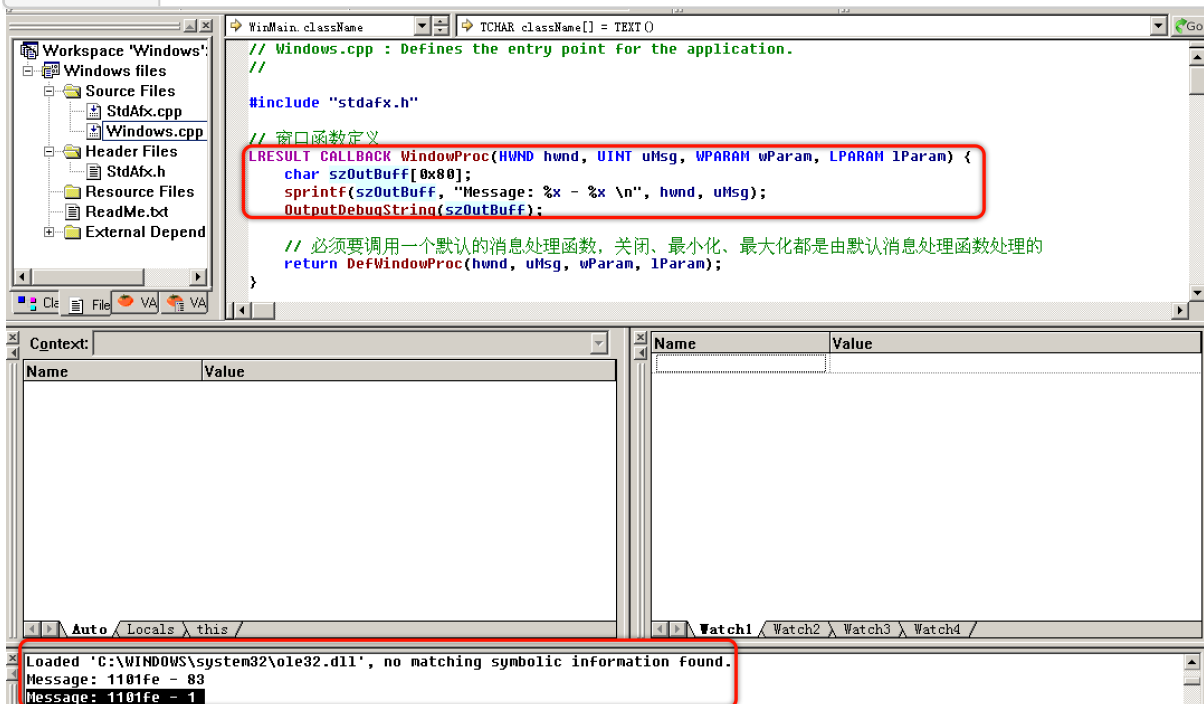 WinMain.className
TCHAR className[] = TEXT()
Go
Workspace 'Windows':
Windows files
Source Files
StdAfx.cpp
Windows.cpp
Header Files
StdAfx.h
Resource Files
ReadMe.txt
External Depend
Cla
File
VA
VA
// Windows.cpp : Defines the entry point for the application.
//
#include "stdafx.h"
// 窗口函数定义
LRESULT CALLBACK WindowProc(HWND hwnd, UINT uMsg, WPARAM wParam, LPARAM lParam) {
char szOutBuff[0x80];
sprintf(szOutBuff, "Message: %x - %x \n", hwnd, uMsg);
OutputDebugString(szOutBuff);
// 必须要调用一个默认的消息处理函数，关闭、最小化、最大化都是由默认消息处理函数处理的
return DefWindowProc(hwnd, uMsg, wParam, lParam);
}
Context:
Name Value
Auto Locals this
Name Value
Watch1 Watch2 Watch3 Watch4
Loaded 'C:\WINDOWS\system32\ole32.dll', no matching symbolic information found.
Message: 1101fe - 83
Message: 1101fe - 1